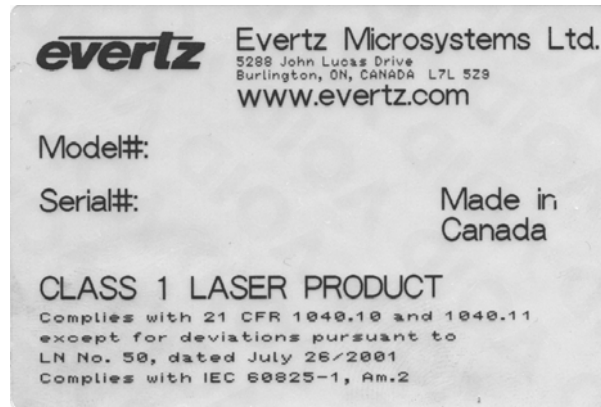 evertz
Evertz Microsystems Ltd.
5288 John Lucas Drive
Burlington, ON, CANADA L7L 5Z9
www.evertz.com
Model#:
Serial#:
Made in
Canada
CLASS 1 LASER PRODUCT
Complies with 21 CFR 1040.10 and 1040.11
except for deviations pursuant to
LN No. 50, dated July 26/2001
Complies with IEC 60825-1, Am.2